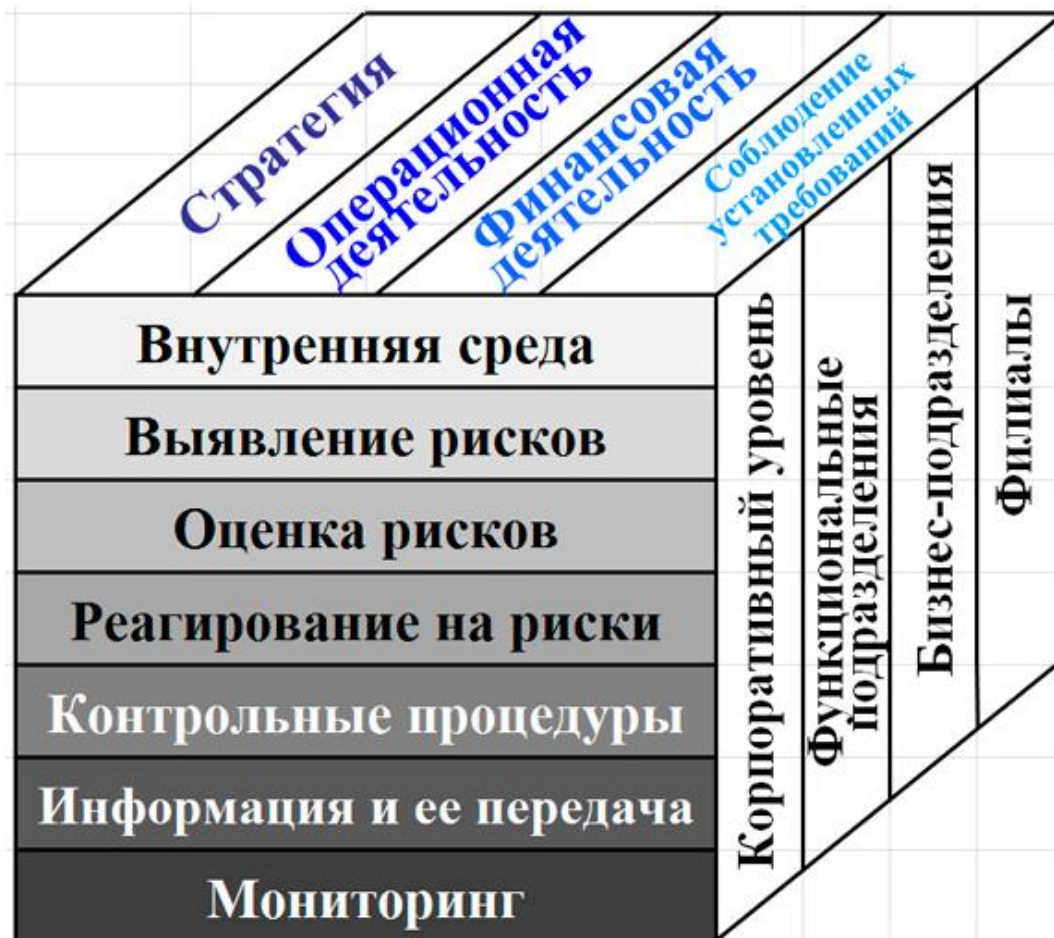 Стратегия
Операционная
деятельность
Финансовая
деятельность
Соблюдение
установленных
требований
Внутренняя среда
Выявление рисков
Оценка рисков
Реагирование на риски
Контрольные процедуры
Информация и ее передача
Мониторинг
Корпоративный уровень
Функциональные
подразделения
Бизнес-подразделения
Филиалы